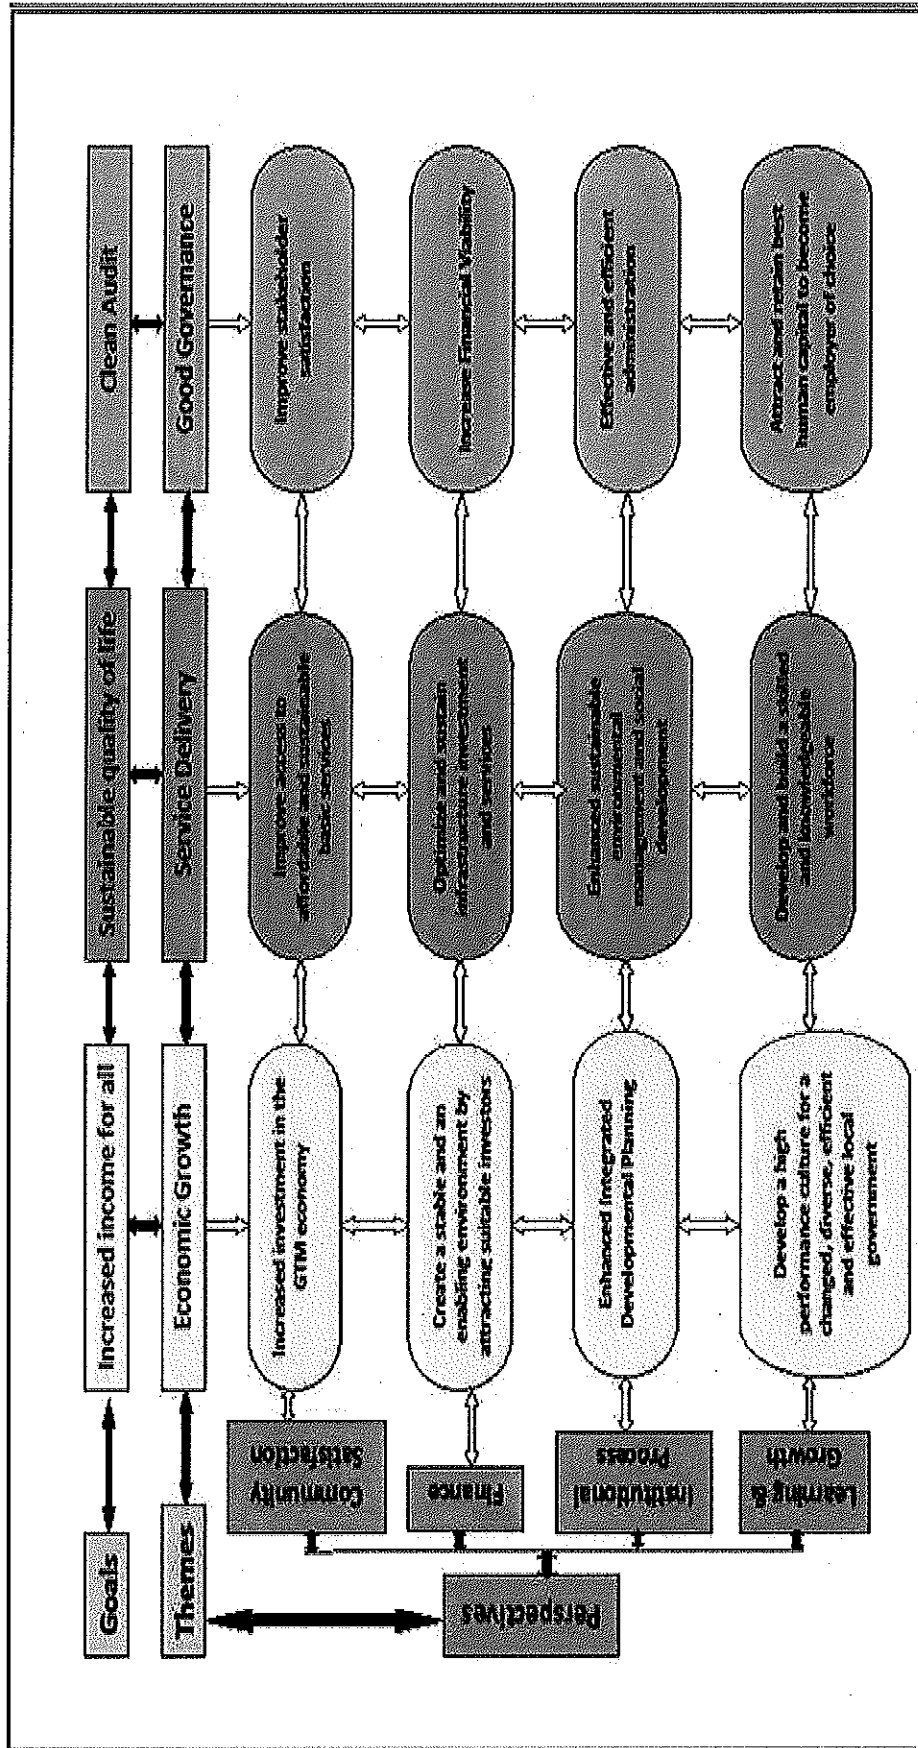 Goals
Increased income for all
Sustainable quality of life
Clean Audit
Themes
Economic Growth
Service Delivery
Good Governance
Perspectives
Community
Satisfaction
Increased investment in the
GTM economy
Improve access to
affordable and sustainable
basic services
Improve stakeholder
satisfaction
Finance
Create a stable and an
enabling environment by
attracting suitable investors
Optimize and sustain
infrastructure investment
and services
Increase Financial Viability
Institutional
Process
Enhanced Integrated
Developmental Planning
Enhanced sustainable
environmental
management and social
development
Effective and efficient
administration
Learning &
Growth
Develop a high
performance culture for a
changed, diverse, efficient
and effective local
government
Develop and build a skilled
and knowledgeable
workforce
Attract and retain best
human capital to become
employer of choice